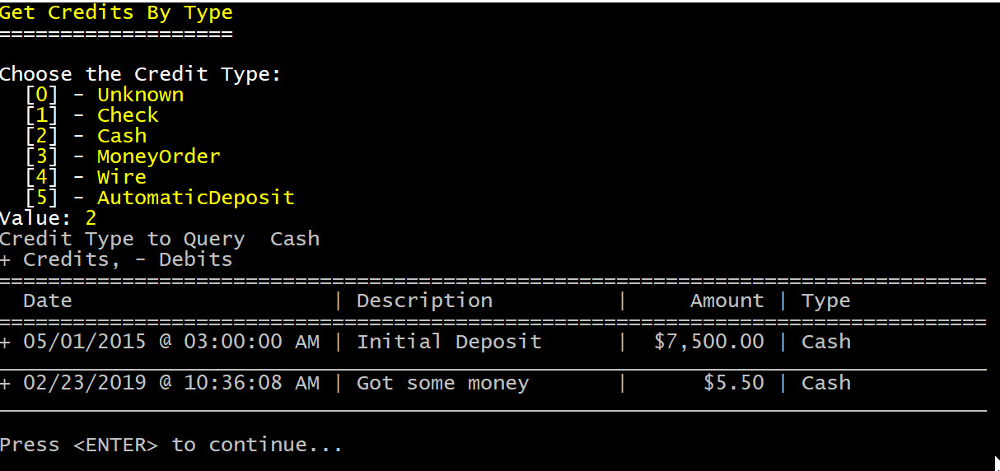 Get Credits By Type
===================
Choose the Credit Type:
[0] - Unknown
[1] - Check
[2] - Cash
[3] - MoneyOrder
[4] - Wire
[5] - AutomaticDeposit
Value: 2
Credit Type to Query  Cash
+ Credits, - Debits
================================================================================
  Date                     | Description          |     Amount | Type
================================================================================
+ 05/01/2015 @ 03:00:00 AM | Initial Deposit      |  $7,500.00 | Cash
________________________________________________________________________________
+ 02/23/2019 @ 10:36:08 AM | Got some money       |      $5.50 | Cash
________________________________________________________________________________
Press <ENTER> to continue...